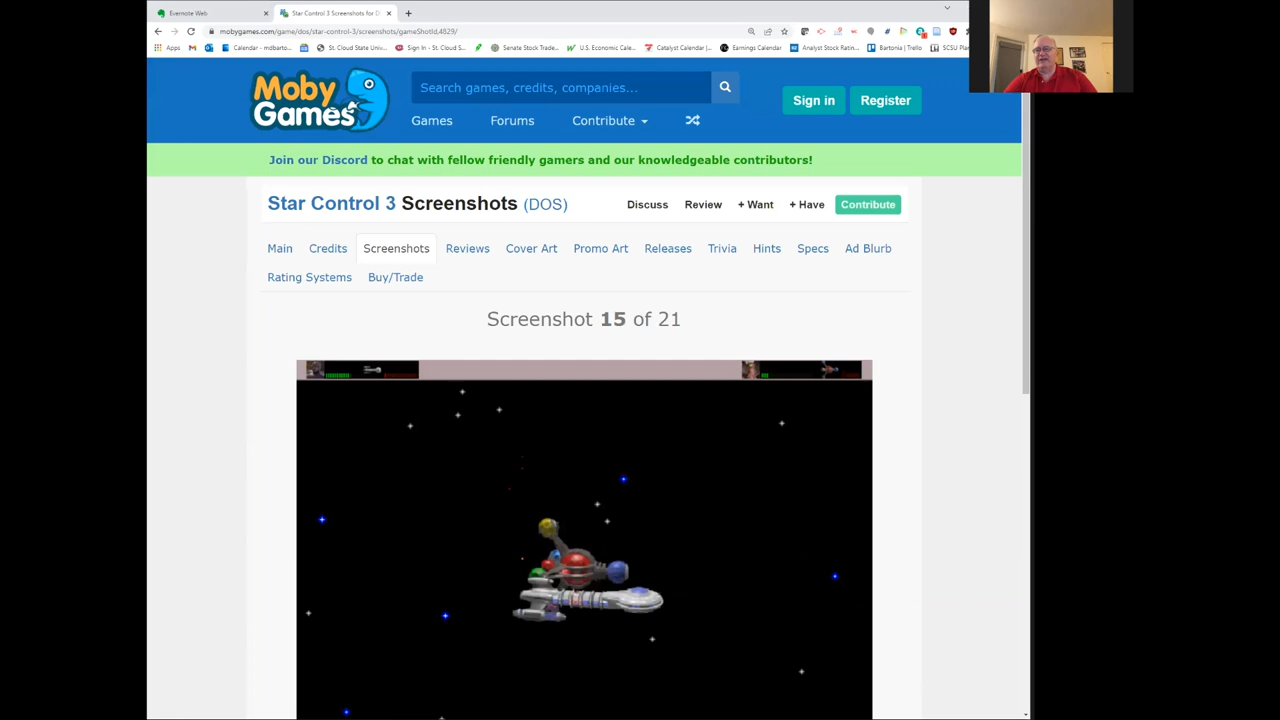 Evernote Web
Star Control 3 Screenshots for D
mobygames.com/game/dos/star-control-3/screenshots/gameShotId,4829/
Apps
Calendar - mdbarto...
St. Cloud State Univ...
Sign In - St. Cloud S...
Senate Stock Trade...
U.S. Economic Cale...
Catalyst Calendar |...
Earnings Calendar
Analyst Stock Ratin...
Bartonia | Trello
SCSU Plan
Moby
Games
Search games, credits, companies...
Sign in
Register
Games
Forums
Contribute
Join our Discord to chat with fellow friendly gamers and our knowledgeable contributors!
Star Control 3 Screenshots (DOS)
Discuss
Review
+ Want
+ Have
Contribute
Main
Credits
Screenshots
Reviews
Cover Art
Promo Art
Releases
Trivia
Hints
Specs
Ad Blurb
Rating Systems
Buy/Trade
Screenshot 15 of 21